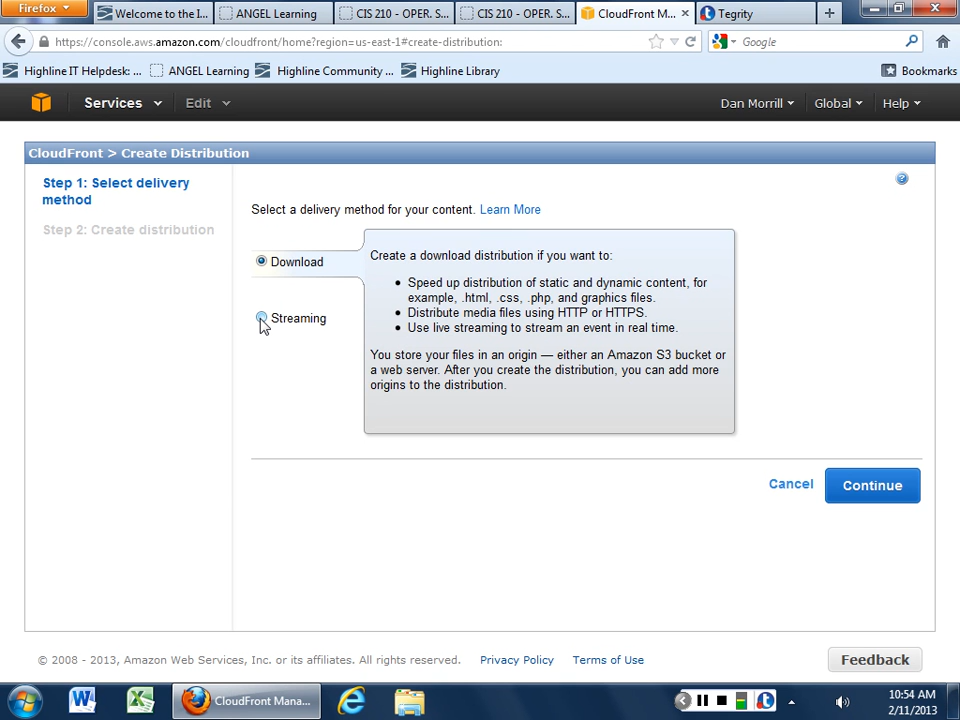 Firefox
Welcome to the I...
ANGEL Learning
CIS 210 - OPER. S...
CIS 210 - OPER. S...
CloudFront M...
Tegrity
https://console.aws.amazon.com/cloudfront/home?region=us-east-1#create-distribution:
Google
Highline IT Helpdesk: ...
ANGEL Learning
Highline Community ...
Highline Library
Bookmarks
Services
Edit
Dan Morrill
Global
Help
CloudFront > Create Distribution
Step 1: Select delivery
method
Step 2: Create distribution
Select a delivery method for your content. Learn More
Download
Streaming
Create a download distribution if you want to:
• Speed up distribution of static and dynamic content, for
example, .html, .css, .php, and graphics files.
• Distribute media files using HTTP or HTTPS.
• Use live streaming to stream an event in real time.
You store your files in an origin — either an Amazon S3 bucket or
a web server. After you create the distribution, you can add more
origins to the distribution.
Cancel
Continue
© 2008 - 2013, Amazon Web Services, Inc. or its affiliates. All rights reserved.
Privacy Policy
Terms of Use
Feedback
CloudFront Mana...
10:54 AM
2/11/2013